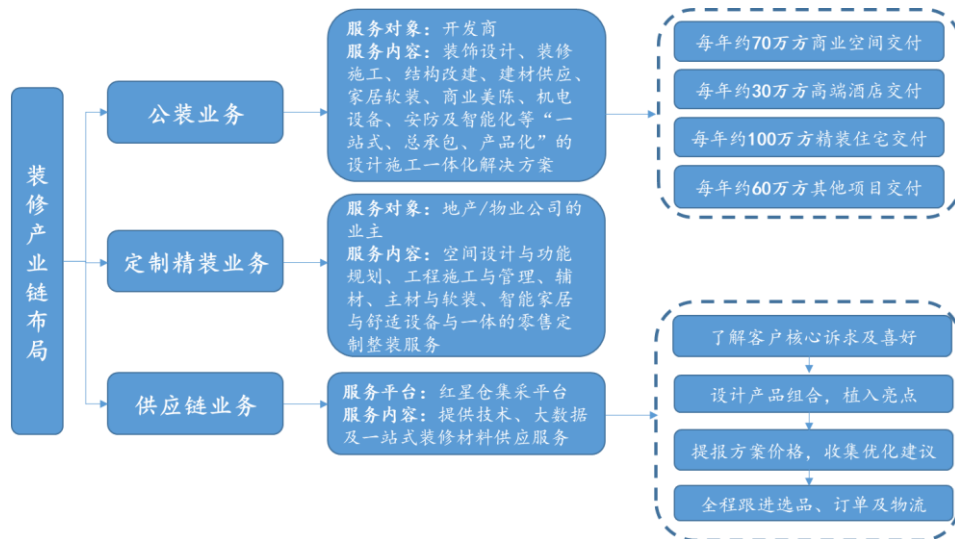 装修产业链布局
公装业务
服务对象：开发商
服务内容：装饰设计、装修
施工、结构改建、建材供应、
家居软装、商业美陈、机电
设备、安防及智能化等“一
站式、总承包、产品化”的
设计施工一体化解决方案
每年约70万方商业空间交付
每年约30万方高端酒店交付
每年约100万方精装住宅交付
每年约60万方其他项目交付
定制精装业务
服务对象：地产/物业公司的
业主
服务内容：空间设计与功能
规划、工程施工与管理、辅
材、主材与软装、智能家居
与舒适设备与一体的零售定
制整装服务
供应链业务
服务平台：红星仓集采平台
服务内容：提供技术、大数据
及一站式装修材料供应服务
了解客户核心诉求及喜好
设计产品组合，植入亮点
提报方案价格，收集优化建议
全程跟进选品、订单及物流